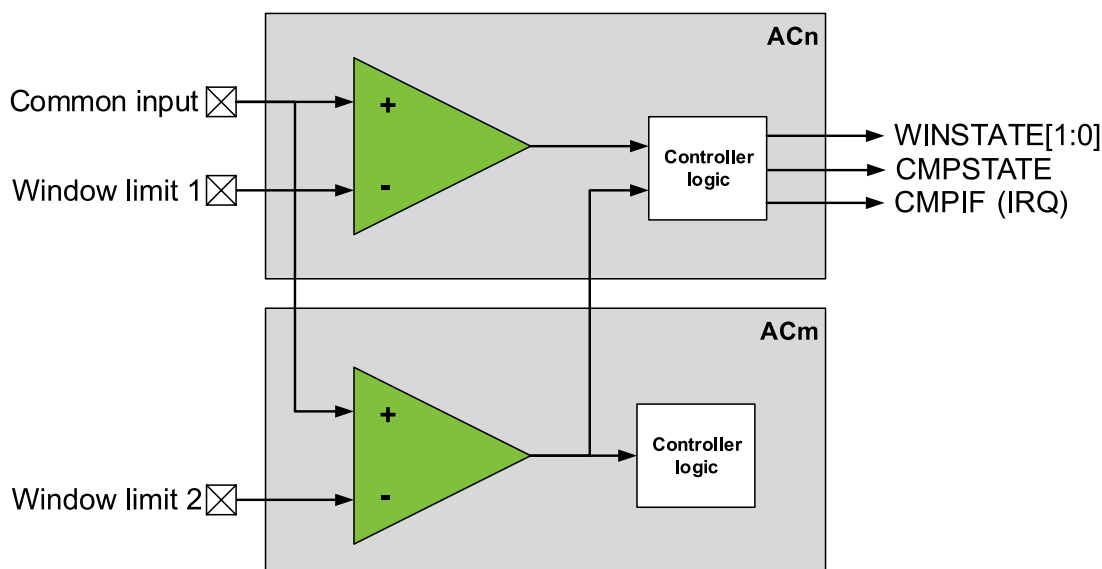 ACn
Common input
+
Window limit 1
-
Controller
logic
WINSTATE[1:0]
CMPSTATE
CMPIF (IRQ)
ACm
+
Controller
logic
Window limit 2
-